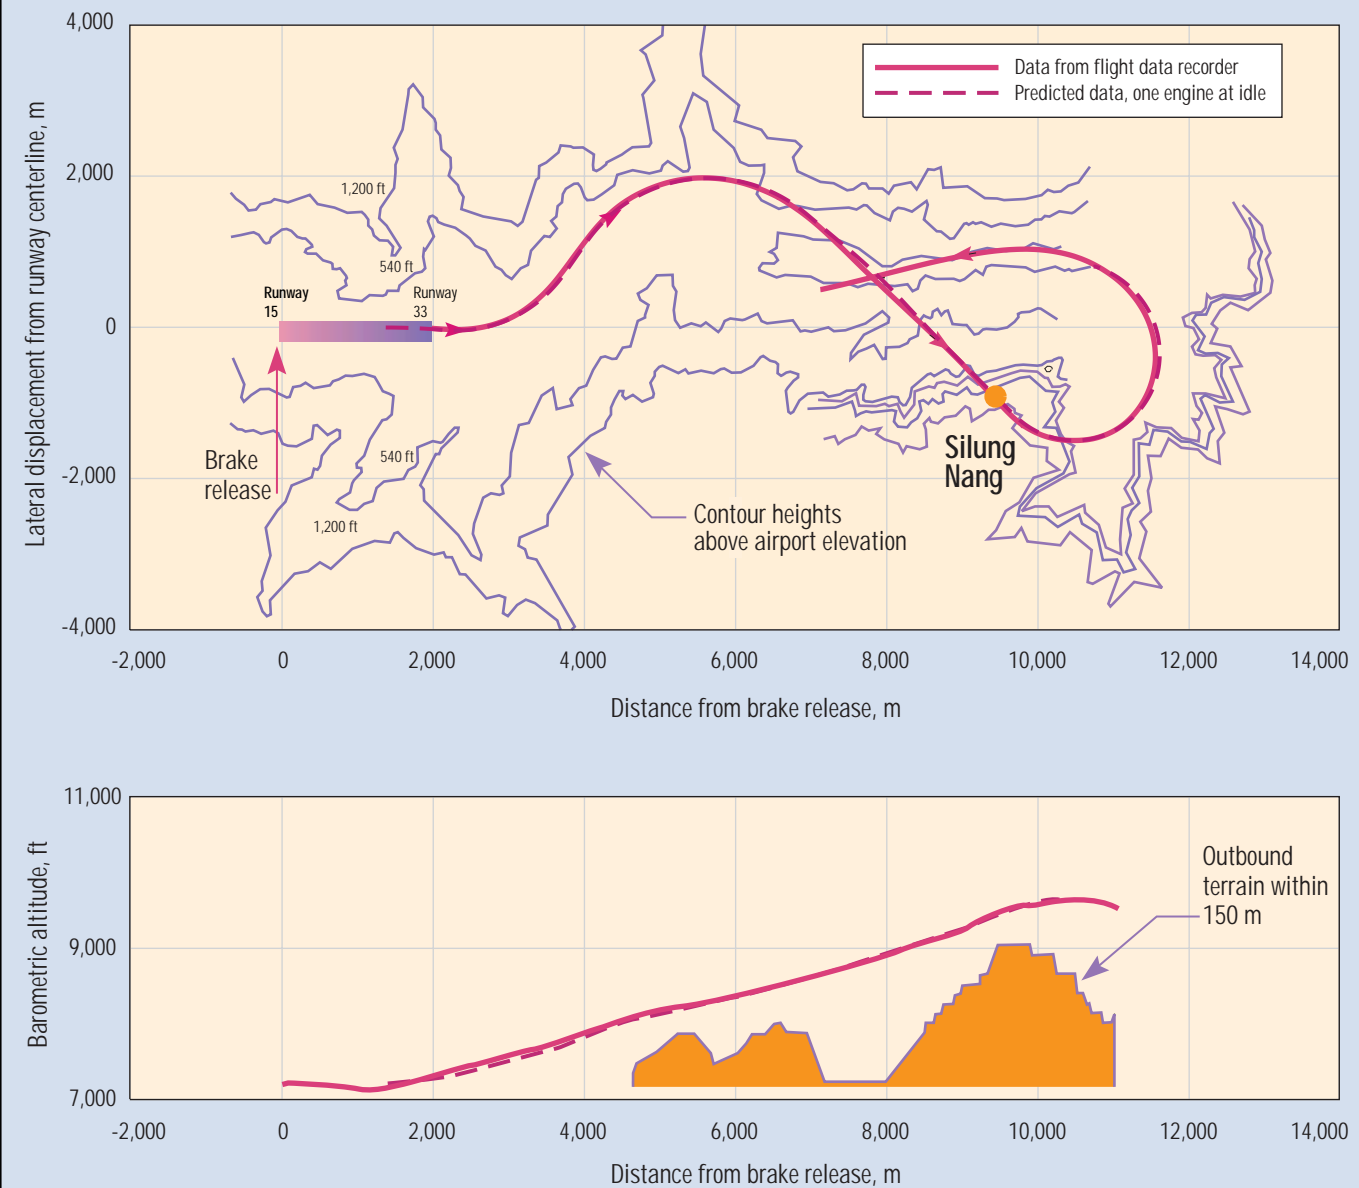 4,000
Data from flight data recorder
Predicted data, one engine at idle
2,000
1,200 ft
540 ft
Runway
15
Runway
33
0
Silung
Nang
Brake
release
540 ft
-2,000
Contour heights
above airport elevation
1,200 ft
-4,000
Lateral displacement from runway centerline, m
-2,000 0 2,000 4,000 6,000 8,000 10,000 12,000 14,000
Distance from brake release, m
11,000
Outbound
terrain within
150 m
9,000
7,000
Barometric altitude, ft
-2,000 0 2,000 4,000 6,000 8,000 10,000 12,000 14,000
Distance from brake release, m